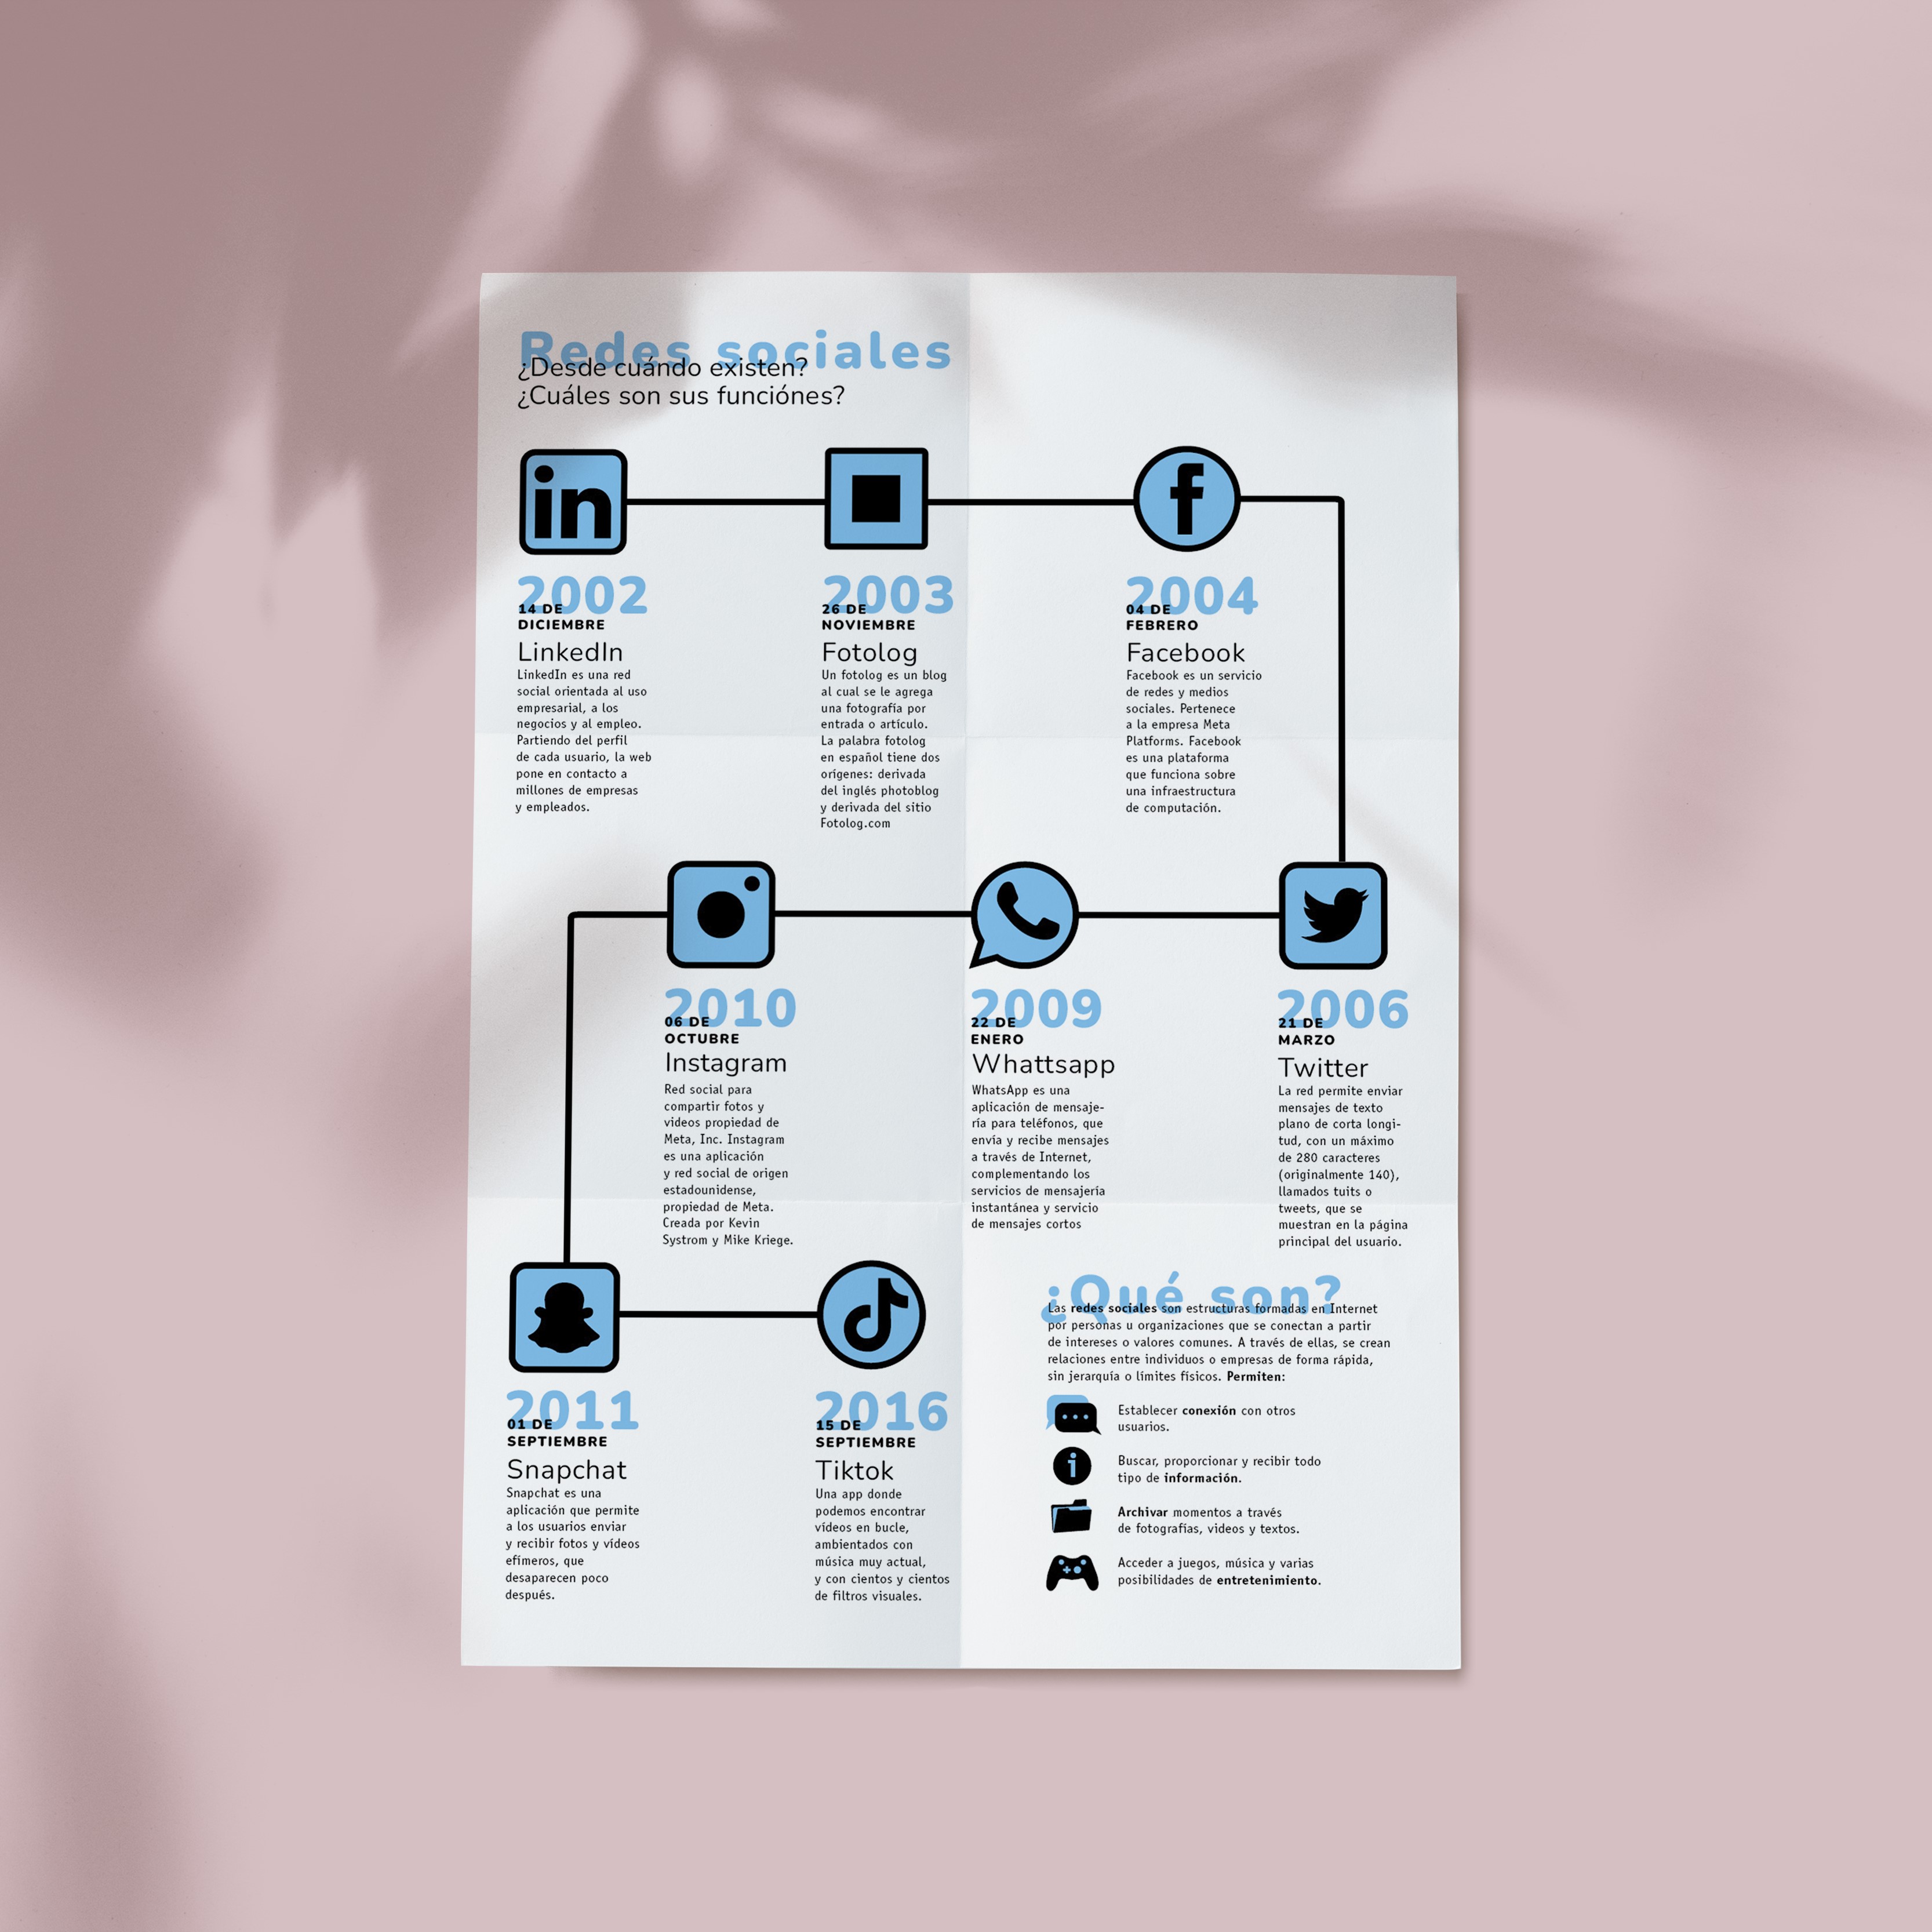 Redes sociales
¿Desde cuándo existen?
¿Cuáles son sus funciónes?
in
f
2002
14 DE
DICIEMBRE
LinkedIn
LinkedIn es una red
social orientada al uso
empresarial, a los
negocios y al empleo.
Partiendo del perfil
de cada usuario, la web
pone en contacto a
millones de empresas
y empleados.
2003
26 DE
NOVIEMBRE
Fotolog
Un fotolog es un blog
al cual se le agrega
una fotografía por
entrada o artículo.
La palabra fotolog
en español tiene dos
orígenes: derivada
del inglés photoblog
y derivada del sitio
Fotolog.com
2004
04 DE
FEBRERO
Facebook
Facebook es un servicio
de redes y medios
sociales. Pertenece
a la empresa Meta
Platforms. Facebook
es una plataforma
que funciona sobre
una infraestructura
de computación.
2010
06 DE
OCTUBRE
Instagram
Red social para
compartir fotos y
videos propiedad de
Meta, Inc. Instagram
es una aplicación
y red social de origen
estadounidense,
propiedad de Meta.
Creada por Kevin
Systrom y Mike Kriege.
2009
22 DE
ENERO
Whattsapp
WhatsApp es una
aplicación de mensaje-
ría para teléfonos, que
envía y recibe mensajes
a través de Internet,
complementando los
servicios de mensajería
instantánea y servicio
de mensajes cortos
2006
21 DE
MARZO
Twitter
La red permite enviar
mensajes de texto
plano de corta longi-
tud, con un máximo
de 280 caracteres
(originalmente 140),
llamados tuits o
tweets, que se
muestran en la página
principal del usuario.
2011
01 DE
SEPTIEMBRE
Snapchat
Snapchat es una
aplicación que permite
a los usuarios enviar
y recibir fotos y vídeos
efímeros, que
desaparecen poco
después.
2016
15 DE
SEPTIEMBRE
Tiktok
Una app donde
podemos encontrar
vídeos en bucle,
ambientados con
música muy actual,
y con cientos y cientos
de filtros visuales.
¿Qué son?
Las redes sociales son estructuras formadas en Internet
por personas u organizaciones que se conectan a partir
de intereses o valores comunes. A través de ellas, se crean
relaciones entre individuos o empresas de forma rápida,
sin jerarquía o límites físicos. Permiten:
Establecer conexión con otros
usuarios.
i
Buscar, proporcionar y recibir todo
tipo de información.
Archivar momentos a través
de fotografías, videos y textos.
Acceder a juegos, música y varias
posibilidades de entretenimiento.